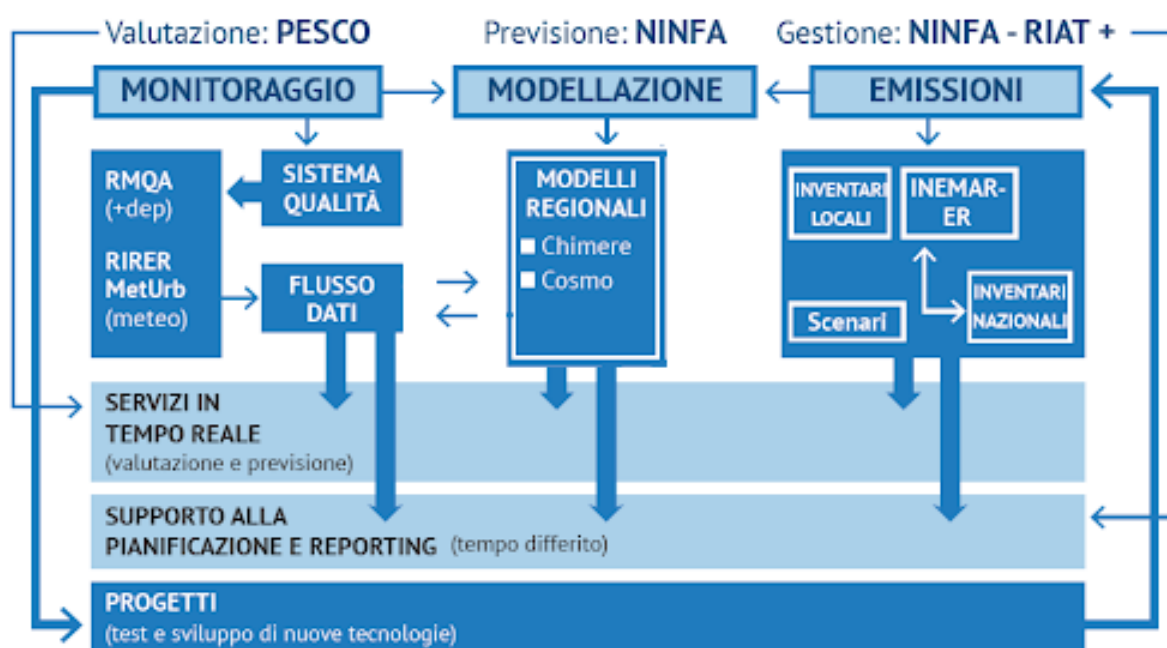 Valutazione: PESCO
Previsione: NINFA
Gestione: NINFA - RIAT +
MONITORAGGIO
MODELLAZIONE
EMISSIONI
RMQA
(+dep)
RIRER
MetUrb
(meteo)
SISTEMA
QUALITÀ
FLUSSO
DATI
MODELLI
REGIONALI
Chimere
Cosmo
INVENTARI
LOCALI
INEMAR-
ER
Scenari
INVENTARI
NAZIONALI
SERVIZI IN
TEMPO REALE
(valutazione e previsione)
SUPPORTO ALLA
PIANIFICAZIONE E REPORTING (tempo differito)
PROGETTI
(test e sviluppo di nuove tecnologie)